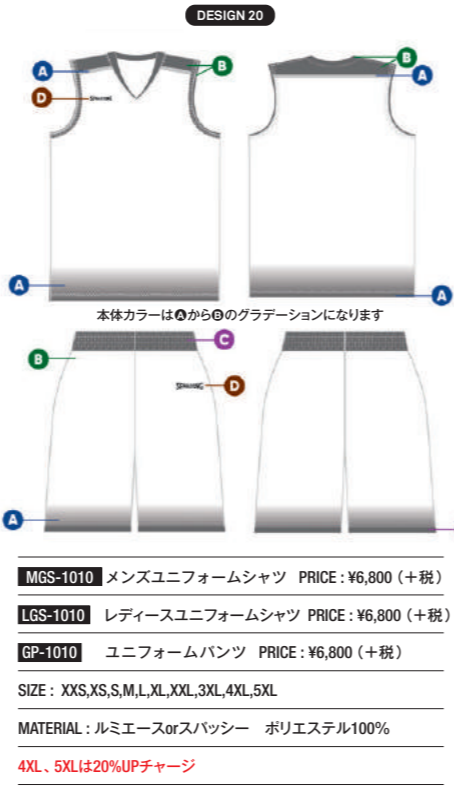 DESIGN 20
A
B
D
SPALDING
B
A
A
A
本体カラーはAからBのグラデーションになります
B
C
SPALDING
D
A
MGS-1010 メンズユニフォームシャツ PRICE : ¥6,800（＋税）
LGS-1010 レディースユニフォームシャツ PRICE : ¥6,800（＋税）
GP-1010 ユニフォームパンツ PRICE : ¥6,800（＋税）
SIZE : XXS,XS,S,M,L,XL,XXL,3XL,4XL,5XL
MATERIAL : ルミエースorスパッシー ポリエステル100%
4XL、5XLは20%UPチャージ